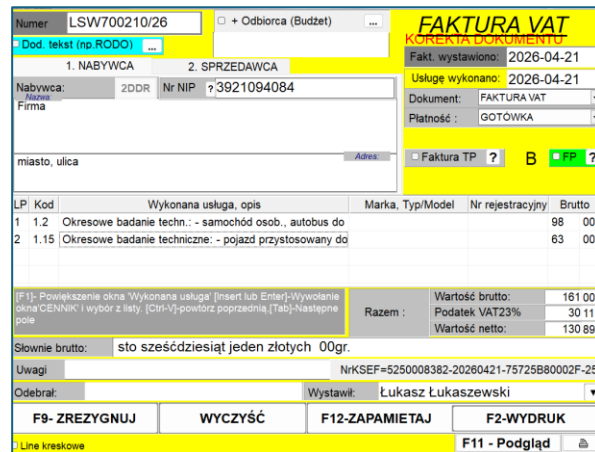 Numer LSW700210/26 + Odbiorca (Budżet) ... FAKTURA VAT
KOREKTA DOKUMENTU
Dod. tekst (np.RODO) ...
Fakt. wystawiono: 2026-04-21
1. NABYWCA 2. SPRZEDAWCA
Usługę wykonano: 2026-04-21
Nabywca: 2DDR Nr NIP ? 3921094084
Nazwa
Dokument: FAKTURA VAT
Firma
Płatność : GOTÓWKA
miasto, ulica Adres:
Faktura TP ? B FP ?
LP Kod Wykonana usługa, opis Marka, Typ/Model Nr rejestracyjny Brutto
1 1.2 Okresowe badanie techn.: - samochód osob., autobus do 98 00
2 1.15 Okresowe badanie techniczne: - pojazd przystosowany do 63 00
[F1]- Powiększenie okna 'Wykonana usługa' [Insert lub Enter]-Wywołanie
okna'CENNIK' i wybór z listy. [Ctrl-V]-powtórz poprzednią,[Tab]-Następne
pole
Razem :
Wartość brutto: 161 00
Podatek VAT23% 30 11
Wartość netto: 130 89
Słownie brutto: sto sześćdziesiąt jeden złotych 00gr.
Uwagi NrKSEF=5250008382-20260421-75725B80002F-25
Odebrał: Wystawił: Łukasz Łukaszewski
F9- ZREZYGNUJ WYCZYŚĆ F12-ZAPAMIETAJ F2-WYDRUK
Line kreskowe F11 - Podgląd